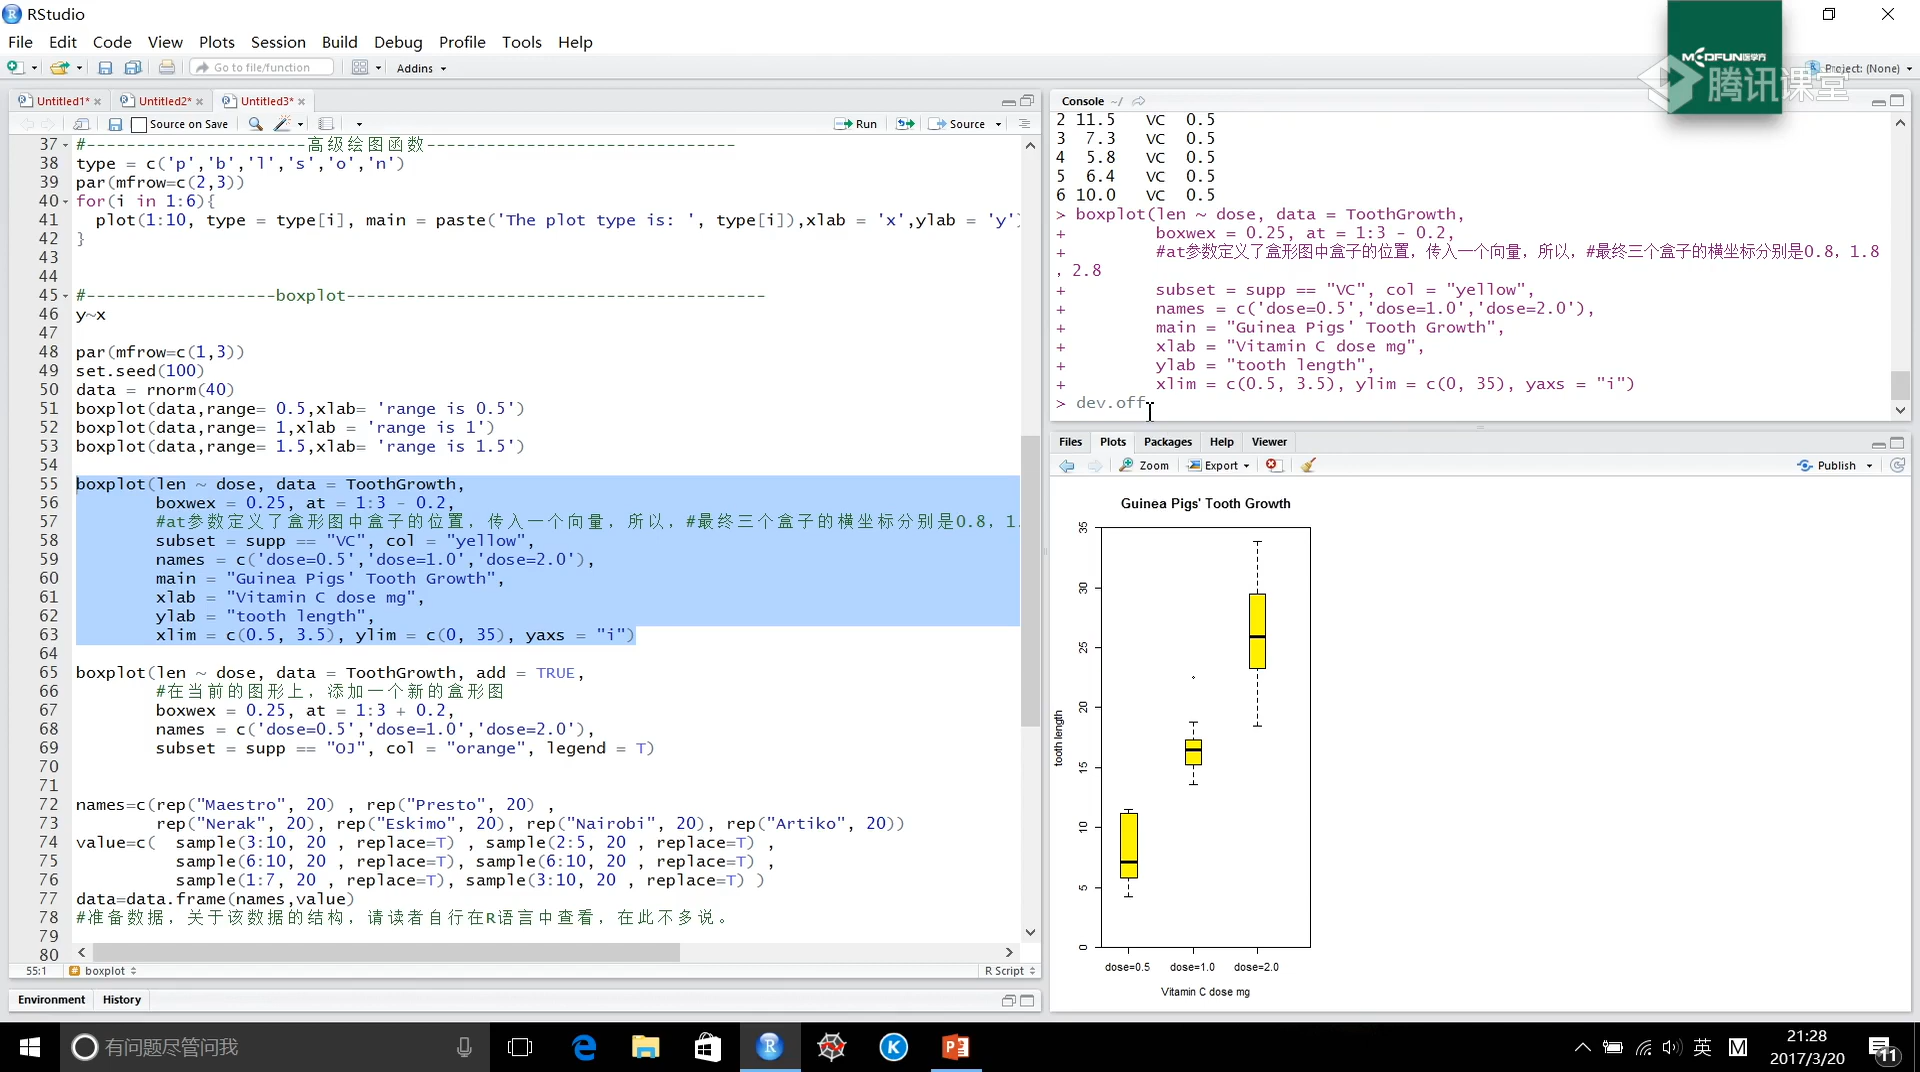 RStudio
File Edit Code View Plots Session Build Debug Profile Tools Help
Go to file/function Addins
MEDFUN医学方
腾讯课堂
Project: (None)
Untitled1* Untitled2* Untitled3*
Source on Save Run Source
37 #----------------------高级绘图函数-------------------------------
38 type = c('p','b','l','s','o','n')
39 par(mfrow=c(2,3))
40 for(i in 1:6){
41   plot(1:10, type = type[i], main = paste('The plot type is: ', type[i]),xlab = 'x',ylab = 'y')
42 }
43
44
45 #-------------------boxplot------------------------------------------
46 y~x
47
48 par(mfrow=c(1,3))
49 set.seed(100)
50 data = rnorm(40)
51 boxplot(data,range= 0.5,xlab= 'range is 0.5')
52 boxplot(data,range= 1,xlab = 'range is 1')
53 boxplot(data,range= 1.5,xlab= 'range is 1.5')
54
55 boxplot(len ~ dose, data = ToothGrowth,
56         boxwex = 0.25, at = 1:3 - 0.2,
57         #at参数定义了盒形图中盒子的位置，传入一个向量，所以，#最终三个盒子的横坐标分别是0.8，1.
58         subset = supp == "VC", col = "yellow",
59         names = c('dose=0.5','dose=1.0','dose=2.0'),
60         main = "Guinea Pigs' Tooth Growth",
61         xlab = "Vitamin C dose mg",
62         ylab = "tooth length",
63         xlim = c(0.5, 3.5), ylim = c(0, 35), yaxs = "i")
64
65 boxplot(len ~ dose, data = ToothGrowth, add = TRUE,
66         #在当前的图形上，添加一个新的盒形图
67         boxwex = 0.25, at = 1:3 + 0.2,
68         names = c('dose=0.5','dose=1.0','dose=2.0'),
69         subset = supp == "OJ", col = "orange", legend = T)
70
71
72 names=c(rep("Maestro", 20) , rep("Presto", 20) ,
73         rep("Nerak", 20), rep("Eskimo", 20), rep("Nairobi", 20), rep("Artiko", 20))
74 value=c(  sample(3:10, 20 , replace=T) , sample(2:5, 20 , replace=T) ,
75           sample(6:10, 20 , replace=T), sample(6:10, 20 , replace=T) ,
76           sample(1:7, 20 , replace=T), sample(3:10, 20 , replace=T) )
77 data=data.frame(names,value)
78 #准备数据，关于该数据的结构，请读者自行在R语言中查看，在此不多说。
79
80
55:1 boxplot R Script
Environment History
Console ~/
2 11.5   VC  0.5
3  7.3   VC  0.5
4  5.8   VC  0.5
5  6.4   VC  0.5
6 10.0   VC  0.5
> boxplot(len ~ dose, data = ToothGrowth,
+         boxwex = 0.25, at = 1:3 - 0.2,
+         #at参数定义了盒形图中盒子的位置，传入一个向量，所以，#最终三个盒子的横坐标分别是0.8，1.8
，2.8
+         subset = supp == "VC", col = "yellow",
+         names = c('dose=0.5','dose=1.0','dose=2.0'),
+         main = "Guinea Pigs' Tooth Growth",
+         xlab = "Vitamin C dose mg",
+         ylab = "tooth length",
+         xlim = c(0.5, 3.5), ylim = c(0, 35), yaxs = "i")
> dev.off
Files Plots Packages Help Viewer
Zoom Export Publish
Guinea Pigs' Tooth Growth
35
30
25
20
15
10
5
0
tooth length
dose=0.5 dose=1.0 dose=2.0
Vitamin C dose mg
有问题尽管问我
英 M
21:28
2017/3/20
11